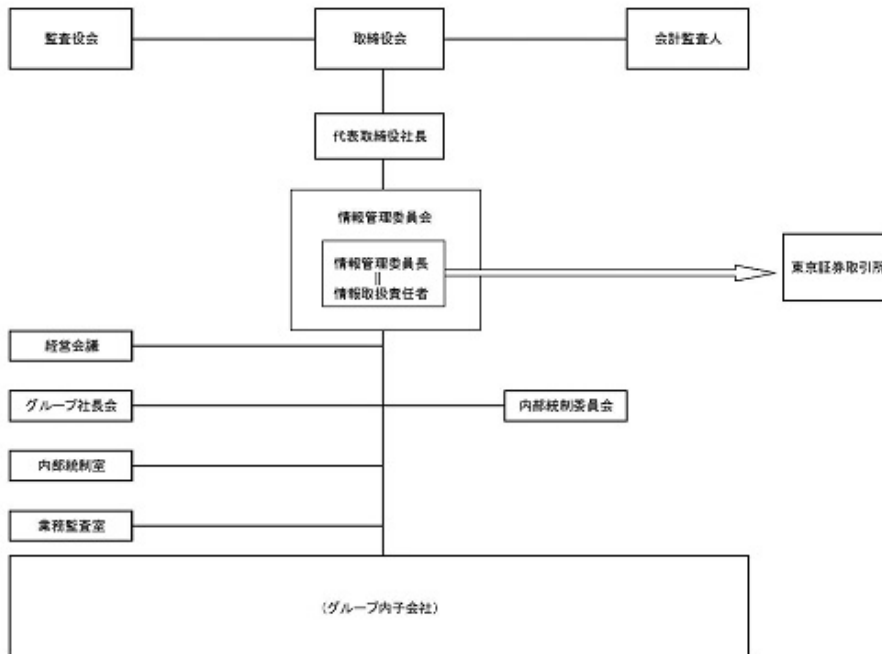 監査役会
取締役会
会計監査人
代表取締役社長
情報管理委員会
情報管理委員長
||
情報取扱責任者
東京証券取引所
経営会議
グループ社長会
内部統制委員会
内部統制室
業務監査室
(グループ内子会社)